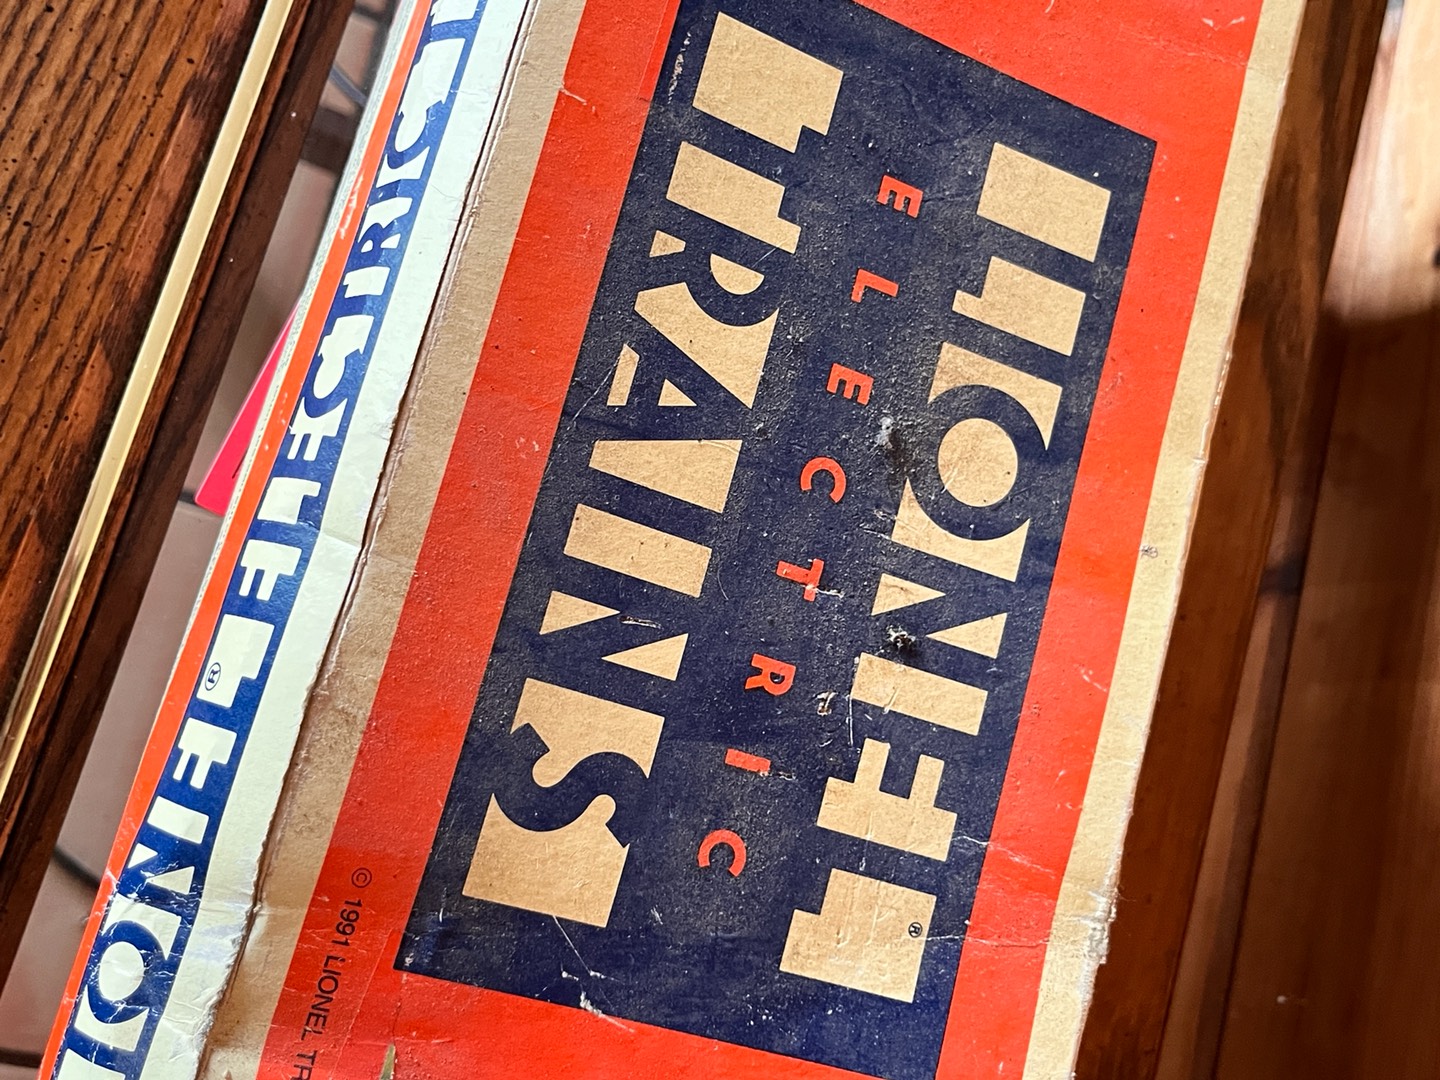 LIONEL®
ELECTRIC
TRAINS
© 1991 LIONEL TR
LIONEL® ELECTRIC T